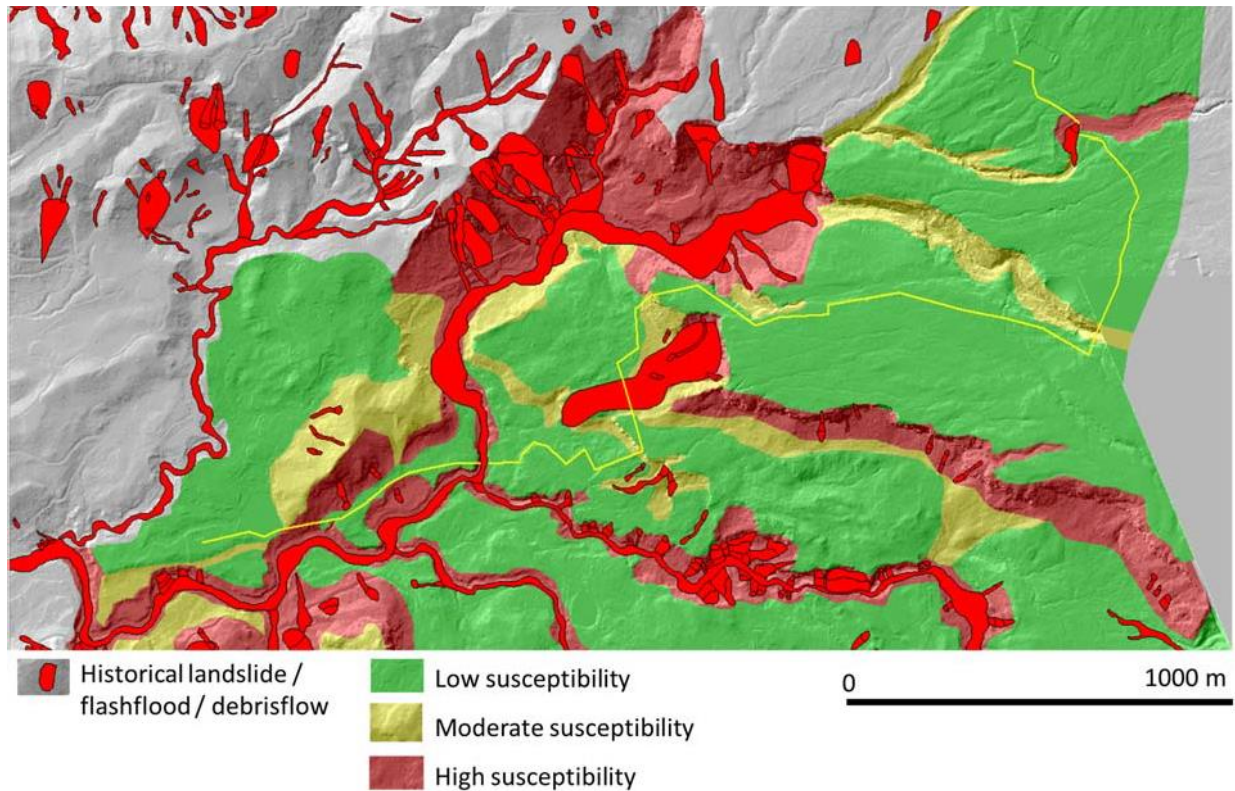 Historical landslide /
flashflood / debrisflow
Low susceptibility
Moderate susceptibility
High susceptibility
0 1000 m